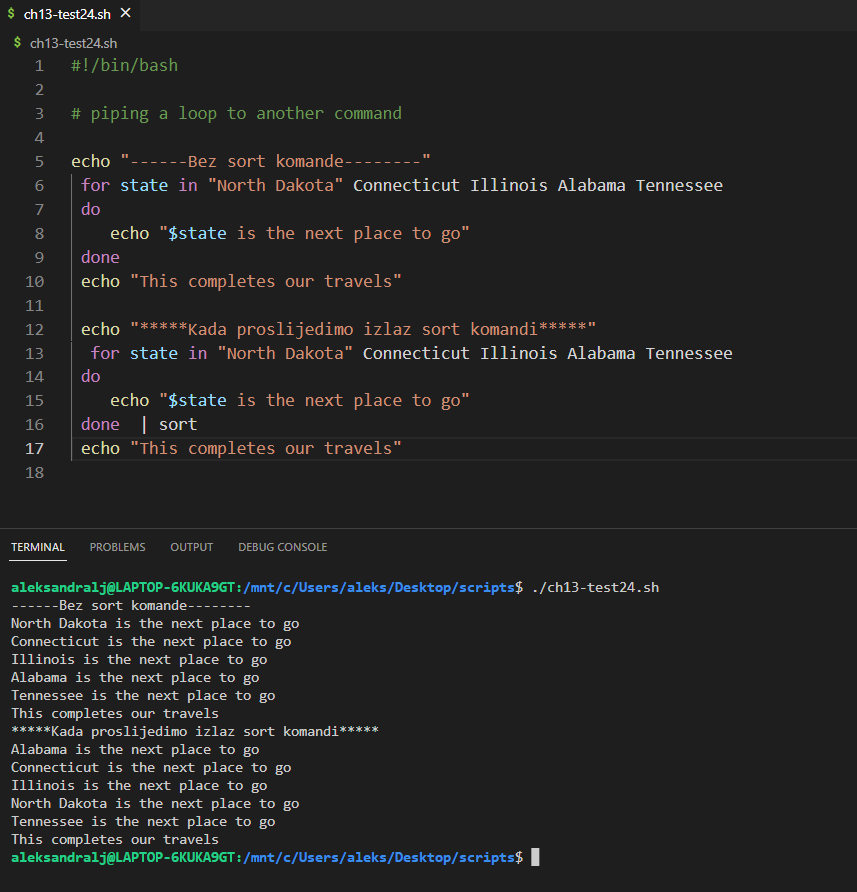 $ ch13-test24.sh ×
$ ch13-test24.sh
1 #!/bin/bash
2
3 # piping a loop to another command
4
5 echo "------Bez sort komande--------"
6 for state in "North Dakota" Connecticut Illinois Alabama Tennessee
7 do
8 echo "$state is the next place to go"
9 done
10 echo "This completes our travels"
11
12 echo "*****Kada proslijedimo izlaz sort komandi*****"
13 for state in "North Dakota" Connecticut Illinois Alabama Tennessee
14 do
15 echo "$state is the next place to go"
16 done | sort
17 echo "This completes our travels"
18
TERMINAL PROBLEMS OUTPUT DEBUG CONSOLE
aleksandralj@LAPTOP-6KUKA9GT:/mnt/c/Users/aleks/Desktop/scripts$ ./ch13-test24.sh
------Bez sort komande--------
North Dakota is the next place to go
Connecticut is the next place to go
Illinois is the next place to go
Alabama is the next place to go
Tennessee is the next place to go
This completes our travels
*****Kada proslijedimo izlaz sort komandi*****
Alabama is the next place to go
Connecticut is the next place to go
Illinois is the next place to go
North Dakota is the next place to go
Tennessee is the next place to go
This completes our travels
aleksandralj@LAPTOP-6KUKA9GT:/mnt/c/Users/aleks/Desktop/scripts$